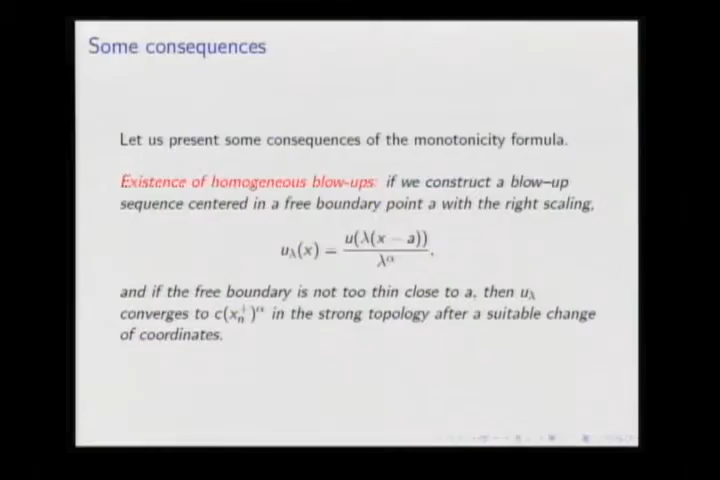 Some consequences
Let us present some consequences of the monotonicity formula.
Existence of homogeneous blow-ups: if we construct a blow–up
sequence centered in a free boundary point a with the right scaling,
u_λ(x) = u(λ(x − a)) / λ^α,
and if the free boundary is not too thin close to a, then u_λ
converges to c(x_n^+)^α in the strong topology after a suitable change
of coordinates.